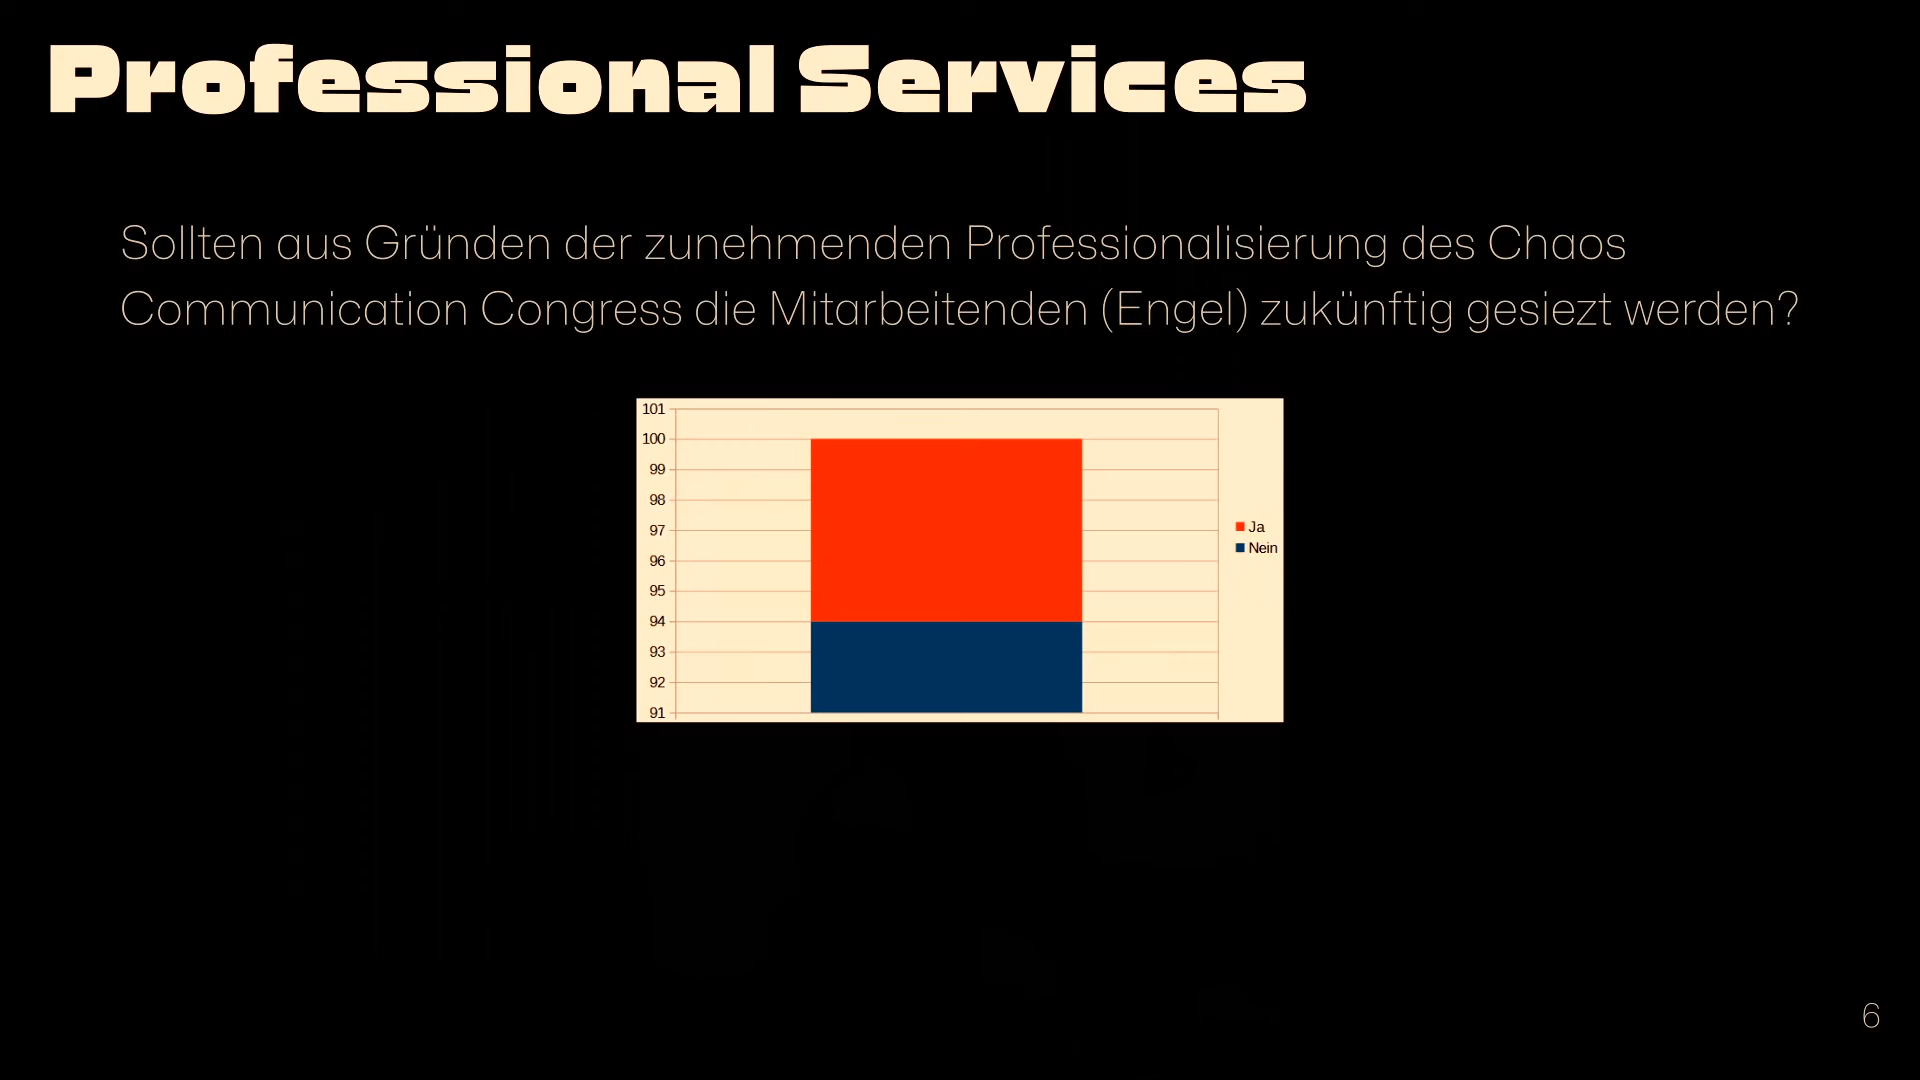 Professional Services
Sollten aus Gründen der zunehmenden Professionalisierung des Chaos
Communication Congress die Mitarbeitenden (Engel) zukünftig gesiezt werden?
101
100
99
98
97
96
95
94
93
92
91
Ja
Nein
6